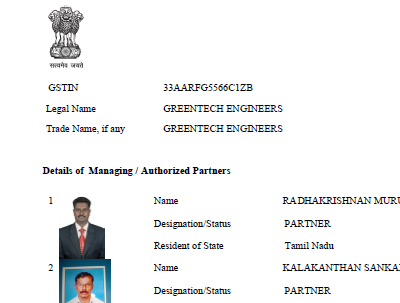 सत्यमेव जयते
GSTIN 33AARFG5566C1ZB
Legal Name GREENTECH ENGINEERS
Trade Name, if any GREENTECH ENGINEERS
Details of Managing / Authorized Partners
1 Name RADHAKRISHNAN MURU
Designation/Status PARTNER
Resident of State Tamil Nadu
2 Name KALAKANTHAN SANKA
Designation/Status PARTNER